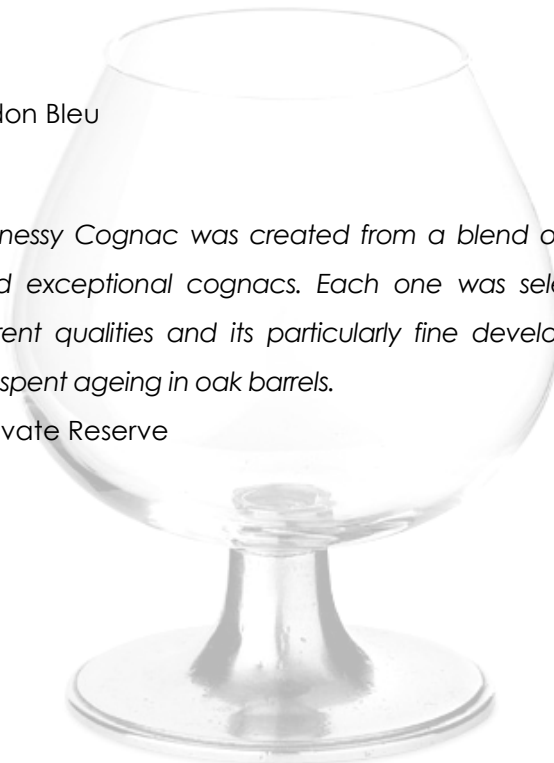 don Bleu
nessy Cognac was created from a blend o
d exceptional cognacs. Each one was sele
rent qualities and its particularly fine develo
spent ageing in oak barrels.
vate Reserve